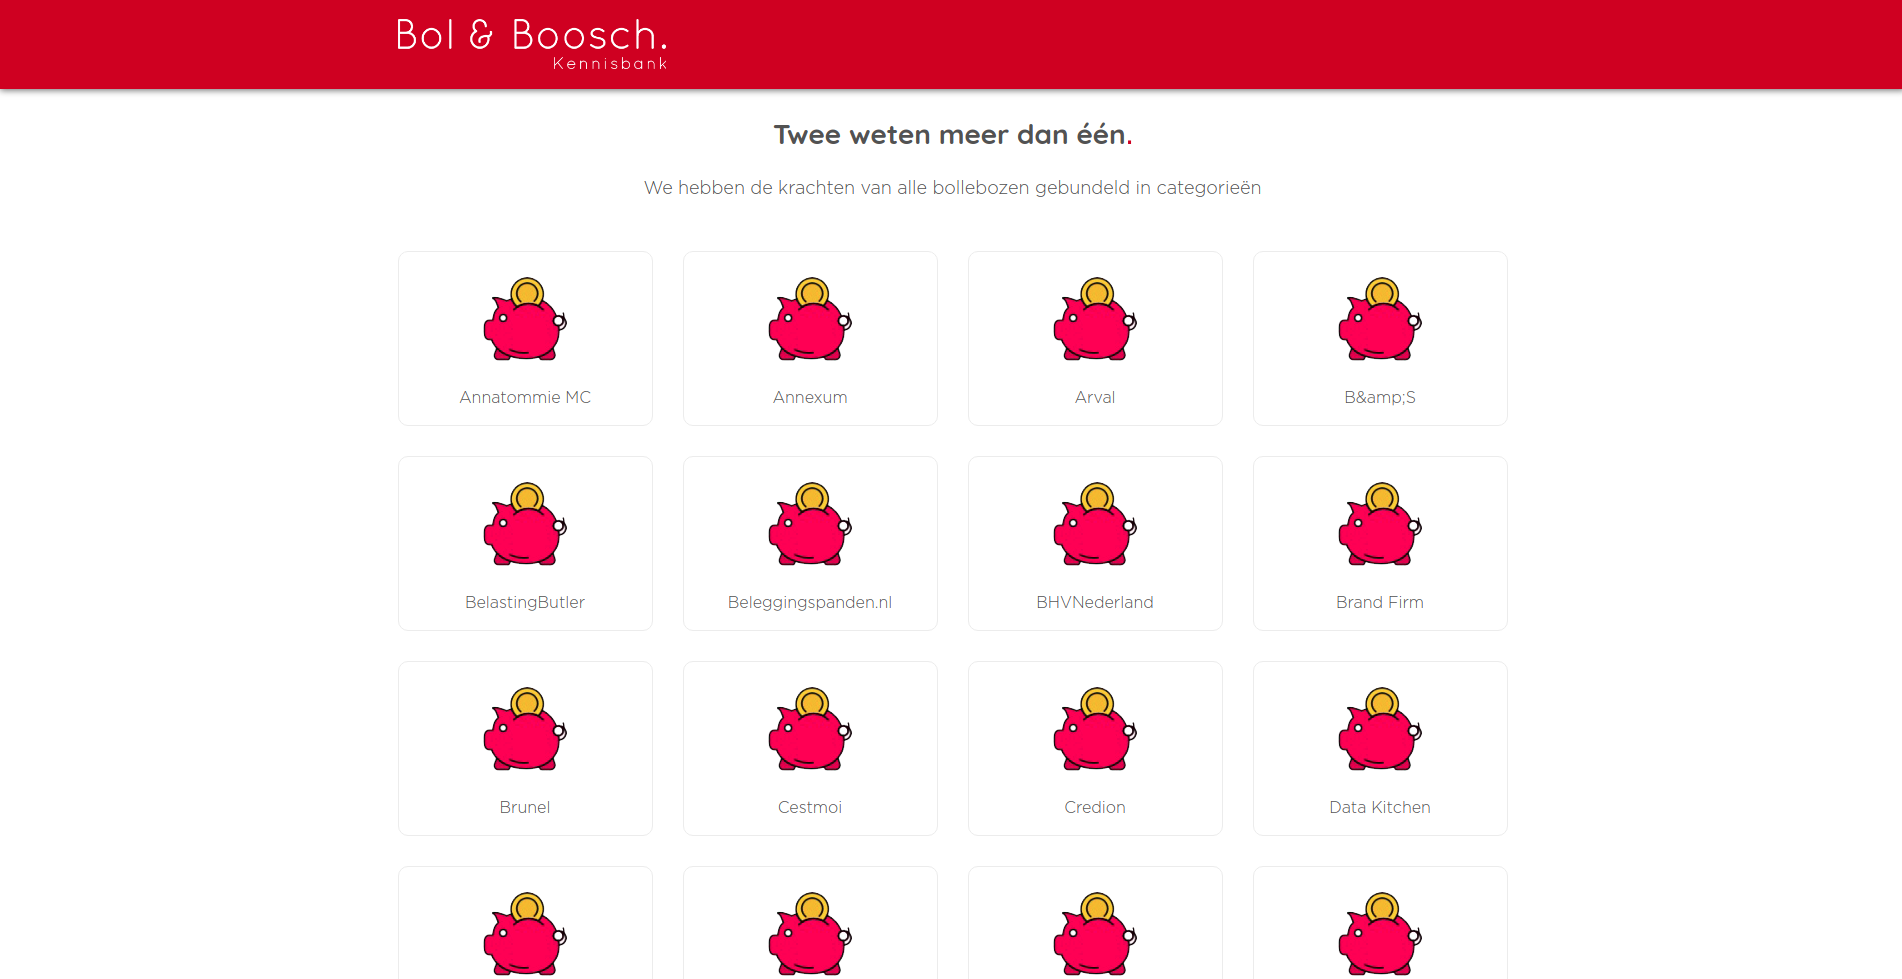 Bol & Boosch.
Kennisbank
Twee weten meer dan één.
We hebben de krachten van alle bollebozen gebundeld in categorieën
Annatommie MC
Annexum
Arval
B&amp;S
BelastingButler
Beleggingspanden.nl
BHVNederland
Brand Firm
Brunel
Cestmoi
Credion
Data Kitchen